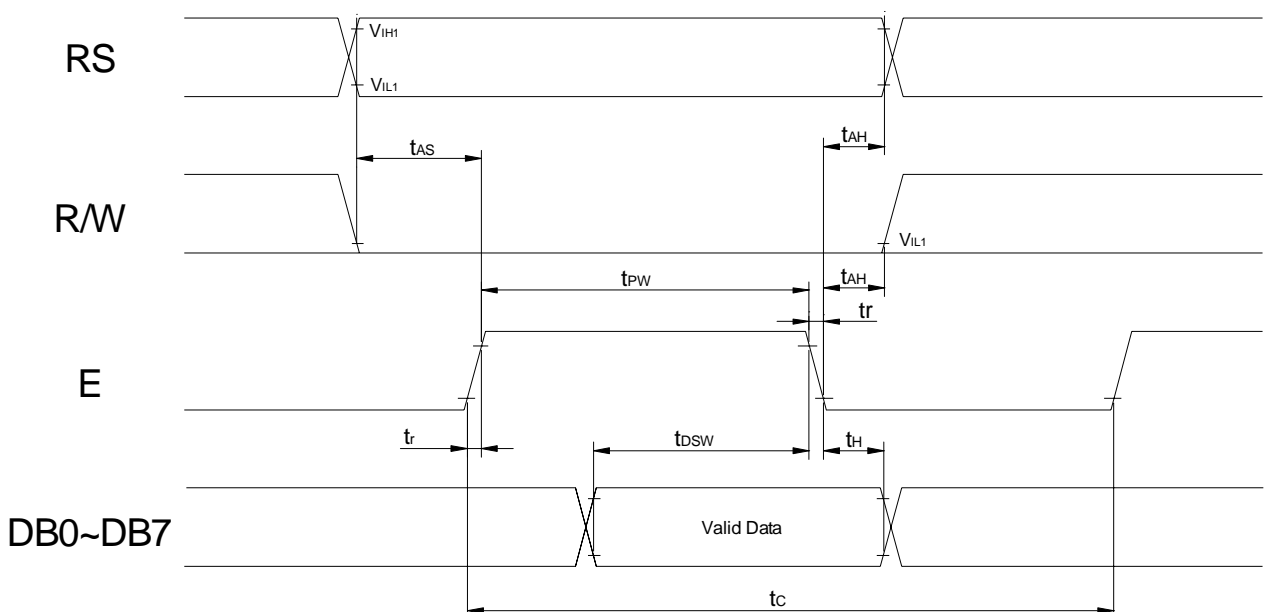 RS
VIH1
VIL1
tAS
tAH
R/W
VIL1
tPW
tAH
tr
E
tr
tDSW
tH
DB0~DB7
Valid Data
tC